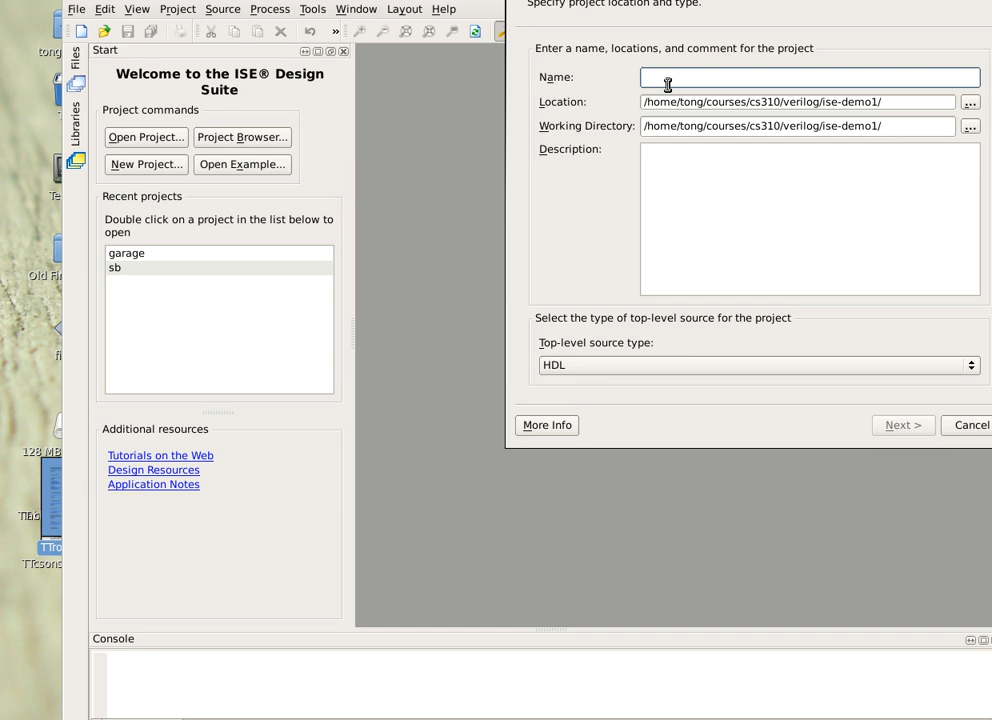 File Edit View Project Source Process Tools Window Layout Help
Specify project location and type.
»
Files
Libraries
Start
Welcome to the ISE® Design
Suite
Project commands
Open Project... Project Browser...
New Project... Open Example...
Recent projects
Double click on a project in the list below to
open
garage
sb
Additional resources
Tutorials on the Web
Design Resources
Application Notes
Enter a name, locations, and comment for the project
Name:
Location: /home/tong/courses/cs310/verilog/ise-demo1/ ...
Working Directory: /home/tong/courses/cs310/verilog/ise-demo1/ ...
Description:
Select the type of top-level source for the project
Top-level source type:
HDL
More Info Next > Cancel
Console
tong
Te
Old Fi
fi
128 MB